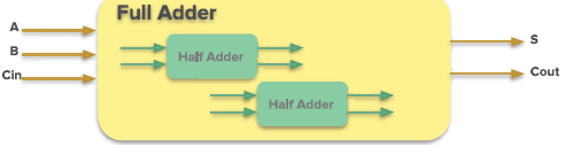 Full Adder
A
B
Cin
Half Adder
Half Adder
S
Cout